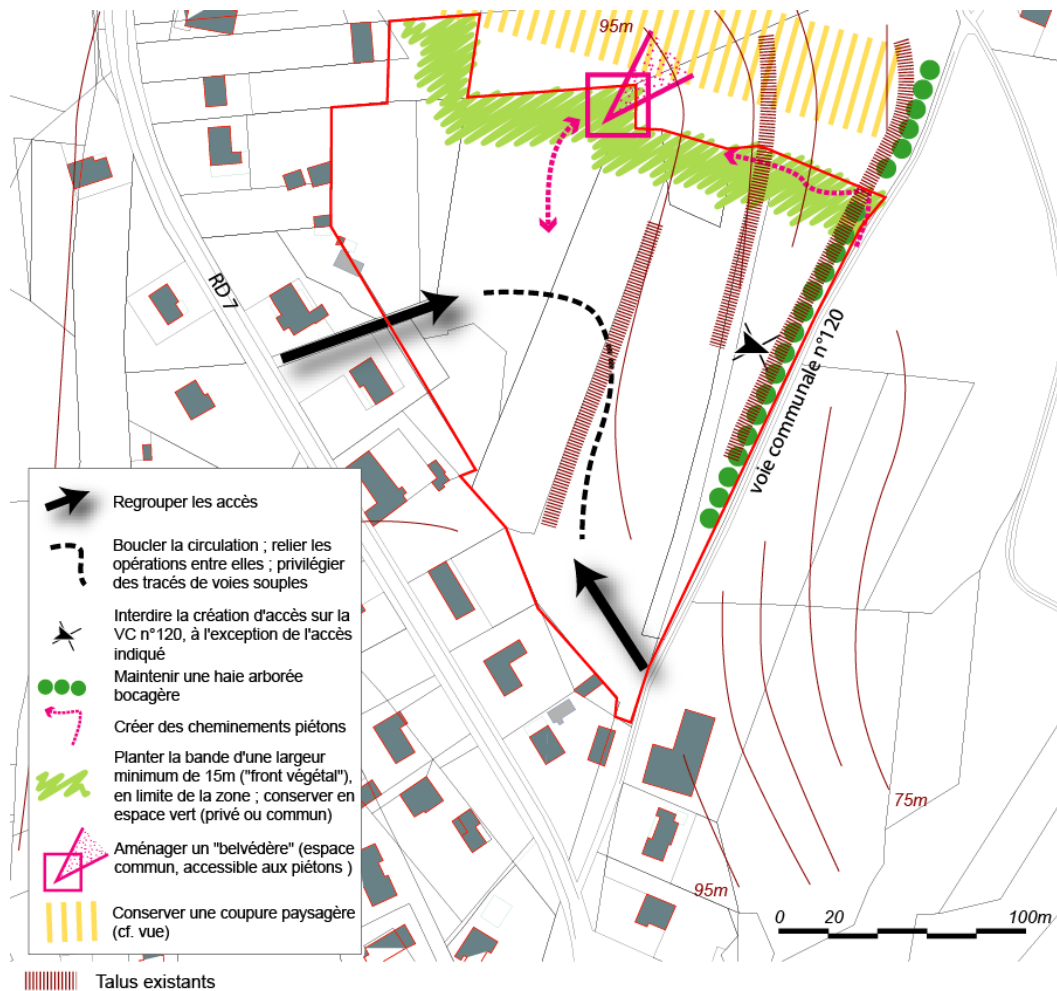 95m
RD 7
voie communale n°120
Regrouper les accès
Boucler la circulation ; relier les
opérations entre elles ; privilégier
des tracés de voies souples
Interdire la création d'accès sur la
VC n°120, à l'exception de l'accès
indiqué
Maintenir une haie arborée
bocagère
Créer des cheminements piétons
Planter la bande d'une largeur
minimum de 15m ("front végétal"),
en limite de la zone ; conserver en
espace vert (privé ou commun)
Aménager un "belvédère" (espace
commun, accessible aux piétons )
Conserver une coupure paysagère
(cf. vue)
Talus existants
75m
95m
0 20 100m